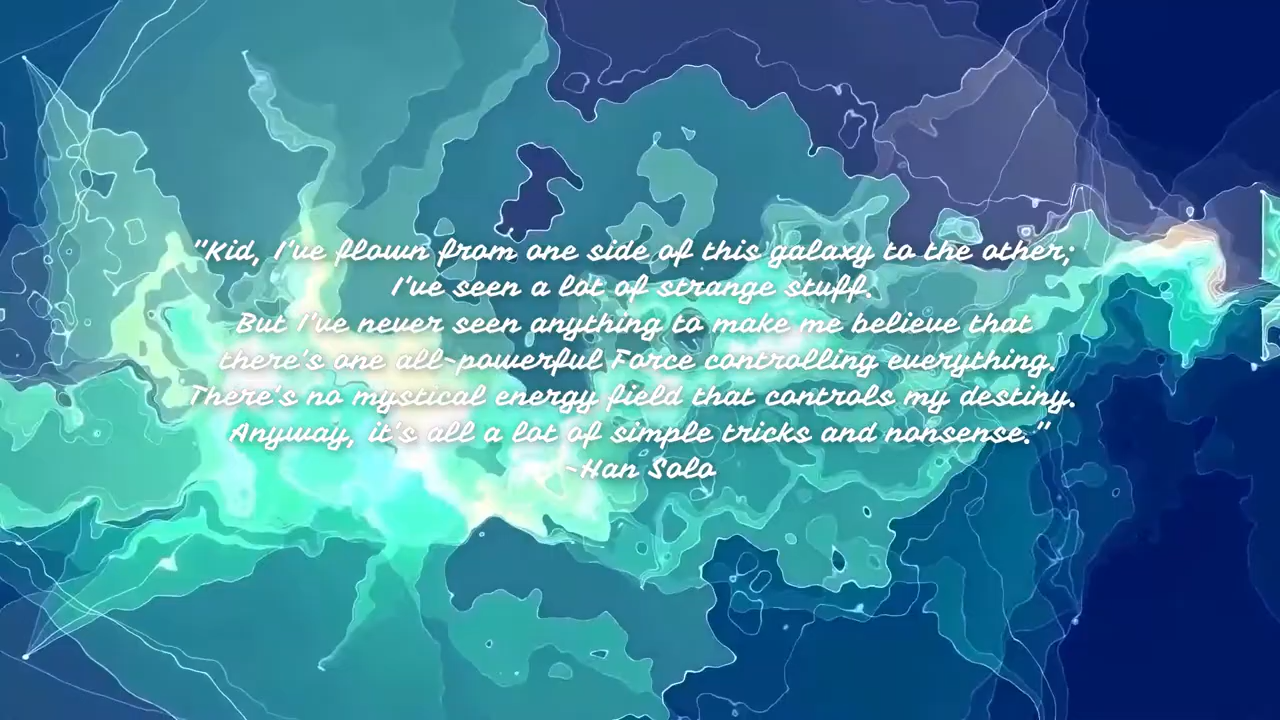 "Kid, I've flown from one side of this galaxy to the other;
I've seen a lot of strange stuff.
But I've never seen anything to make me believe that
there's one all-powerful Force controlling everything.
There's no mystical energy field that controls my destiny.
Anyway, it's all a lot of simple tricks and nonsense."
~Han Solo